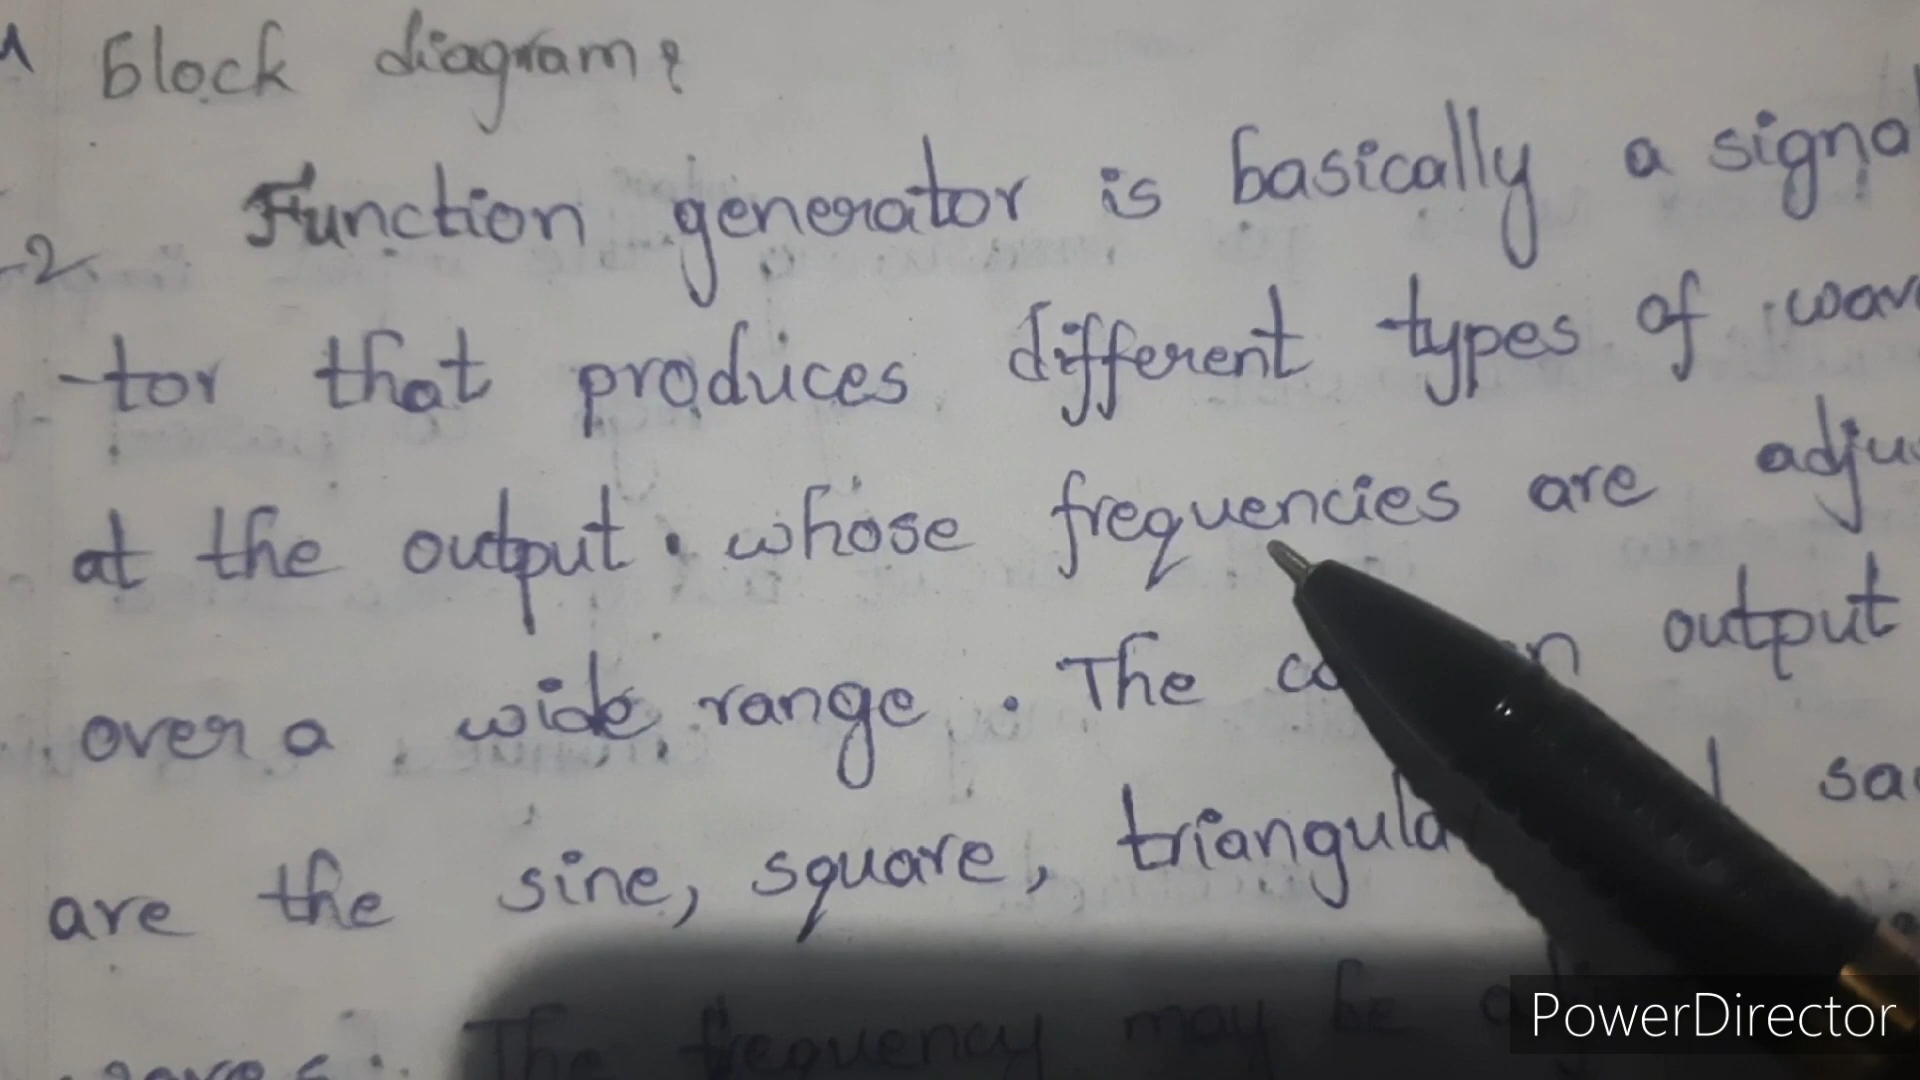 block diagram?
Function generator is basically a signa
-2
-tor that produces different types of wav
at the output. whose frequencies are adju
over a wide range. The output
are the sine, square, triangula sa
The frequency may be
PowerDirector